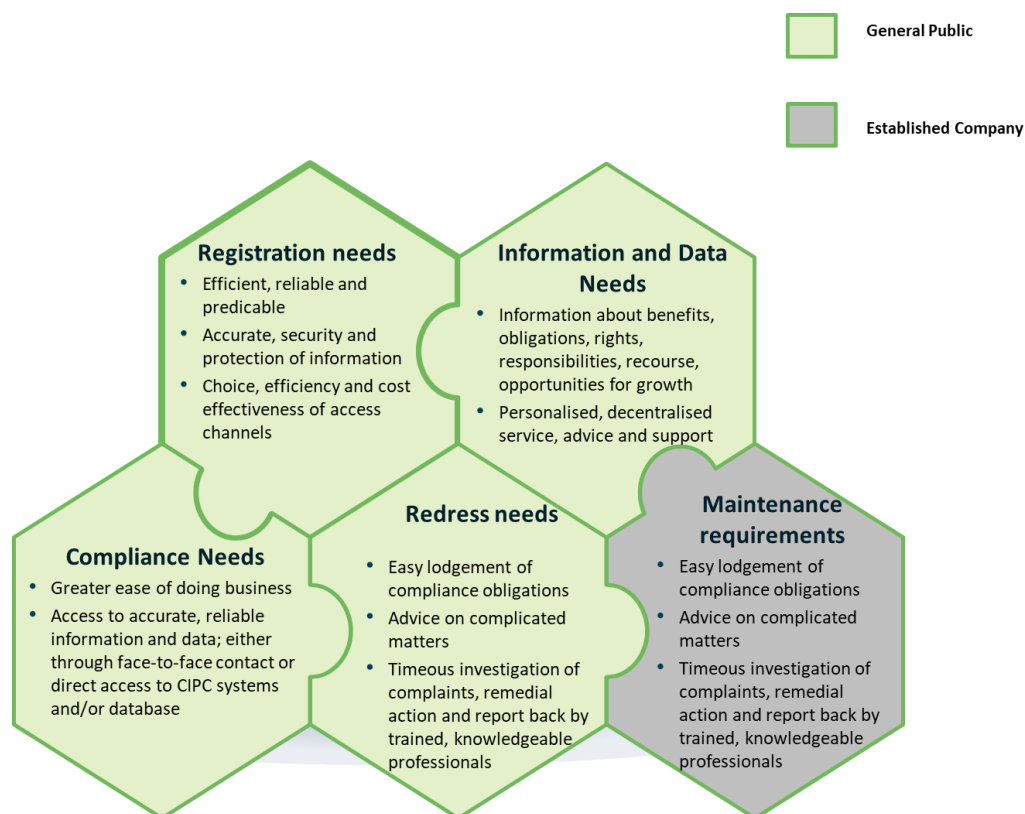 General Public
Established Company
Registration needs
• Efficient, reliable and
predicable
• Accurate, security and
protection of information
• Choice, efficiency and cost
effectiveness of access
channels
Information and Data
Needs
• Information about benefits,
obligations, rights,
responsibilities, recourse,
opportunities for growth
• Personalised, decentralised
service, advice and support
Compliance Needs
• Greater ease of doing business
• Access to accurate, reliable
information and data; either
through face-to-face contact or
direct access to CIPC systems
and/or database
Redress needs
• Easy lodgement of
compliance obligations
• Advice on complicated
matters
• Timeous investigation of
complaints, remedial
action and report back by
trained, knowledgeable
professionals
Maintenance
requirements
• Easy lodgement of
compliance obligations
• Advice on complicated
matters
• Timeous investigation of
complaints, remedial
action and report back by
trained, knowledgeable
professionals